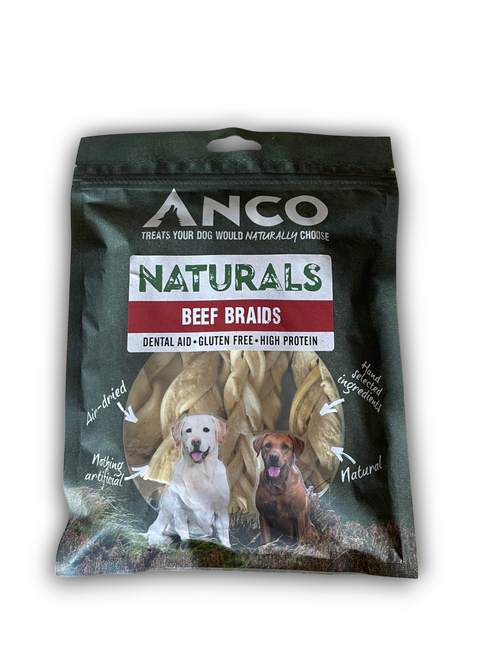 ANCO
TREATS YOUR DOG WOULD NATURALLY CHOOSE
NATURALS
BEEF BRAIDS
DENTAL AID • GLUTEN FREE • HIGH PROTEIN
Air-dried
Hand
selected
ingredients
Nothing
artificial
Natural